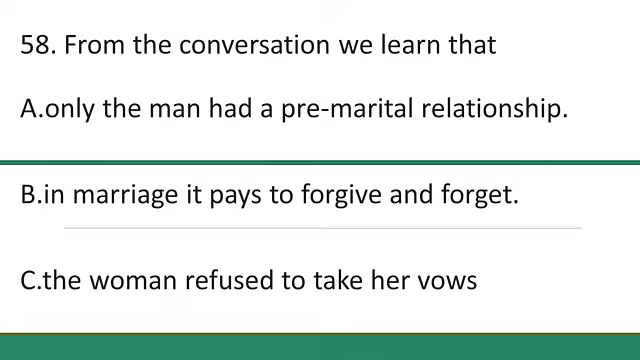 58. From the conversation we learn that
A.only the man had a pre-marital relationship.
B.in marriage it pays to forgive and forget.
C.the woman refused to take her vows